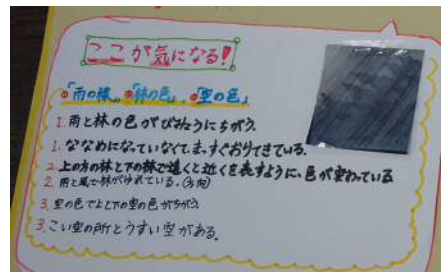 ここが気になる!
「雨の線」「林の色」「空の色」
1.雨と林の色がびみょうにちがう。
1.ななめになっていなくて、ま、すぐおりてきている。
2.上の方の林と下の林で遠くと近くを表すように、色が変わっている
2.雨と風で林がゆれている。(方向)
3.空の色で上と下の空の色がちがう。
3.こい空の所とうすい空がある。